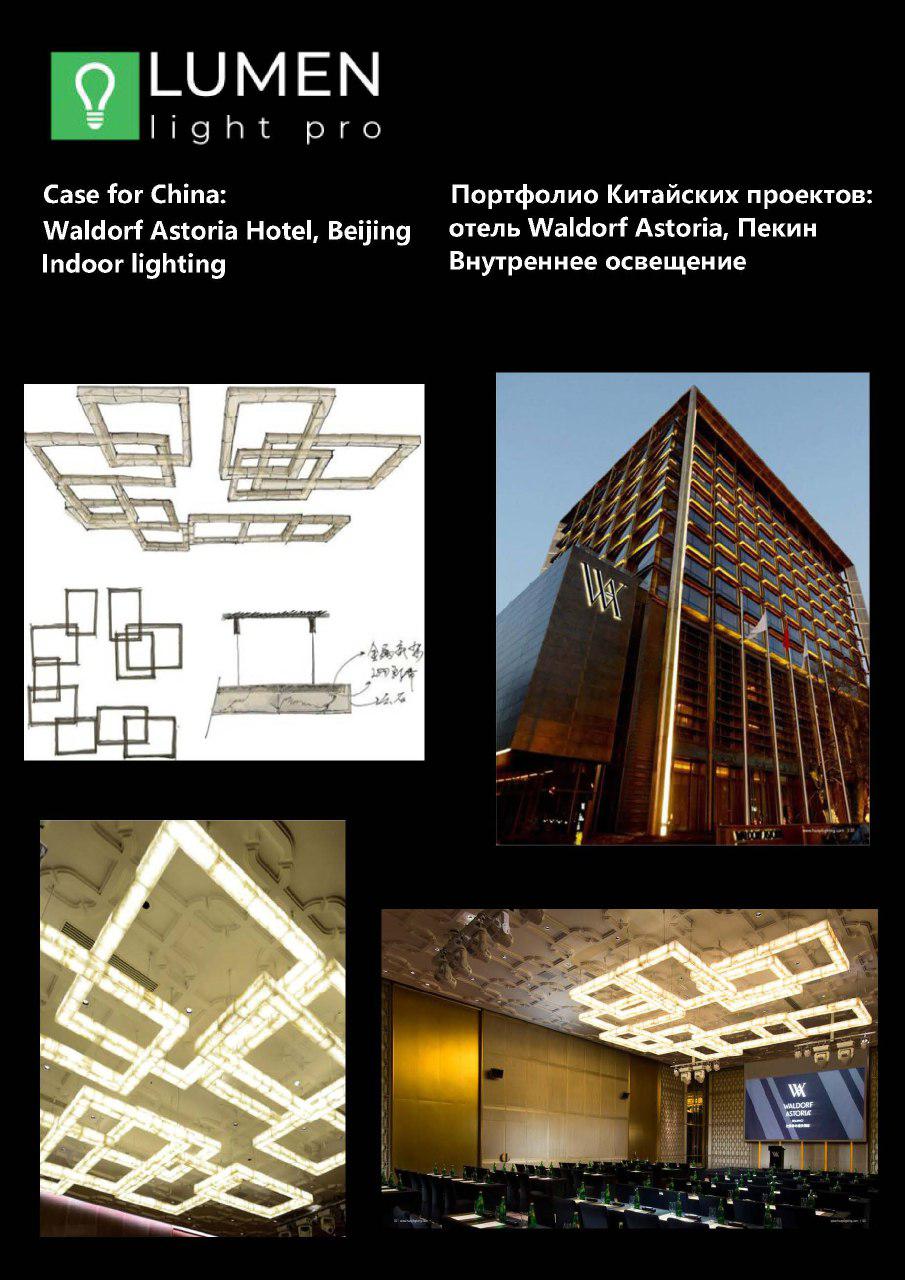 LUMEN
light pro
Case for China:
Waldorf Astoria Hotel, Beijing
Indoor lighting
Портфолио Китайских проектов:
отель Waldorf Astoria, Пекин
Внутреннее освещение
WA
WALDORF
ASTORIA